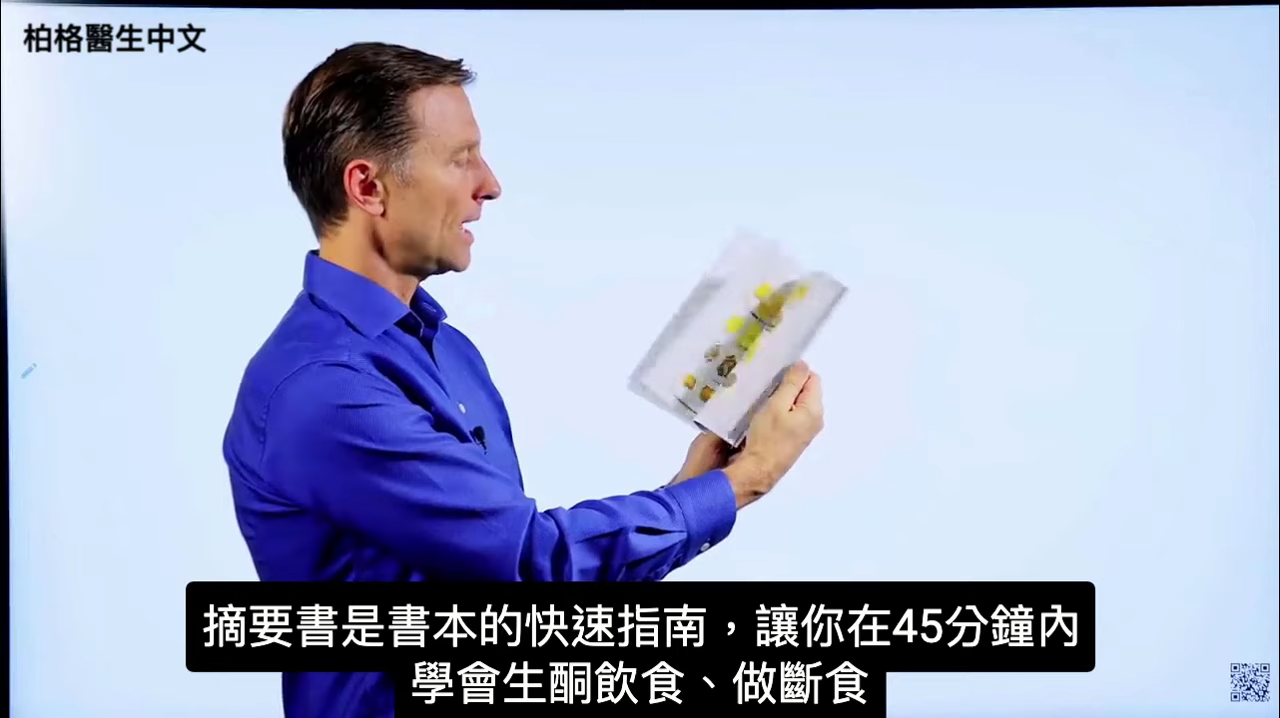 柏格醫生中文
摘要書是書本的快速指南，讓你在45分鐘內
學會生酮飲食、做斷食